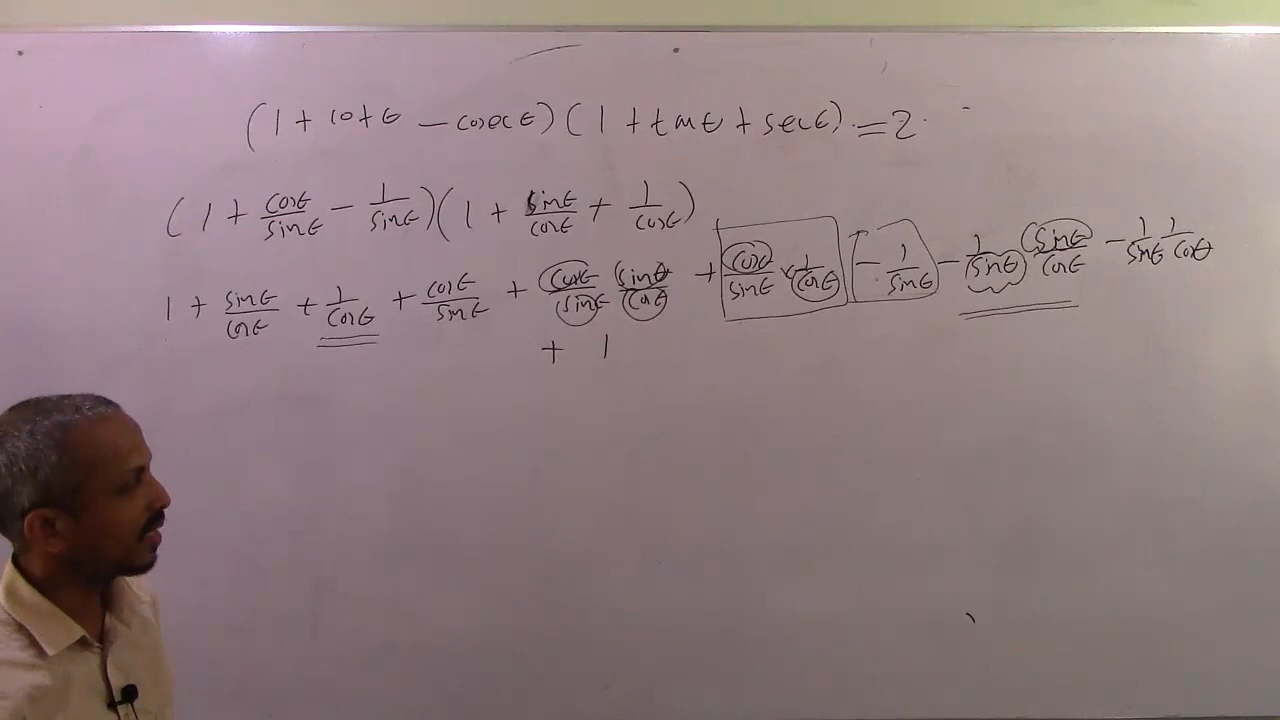 (1 + cotθ - cosecθ)(1 + tanθ + secθ) = 2.
(1 + cosθ/sinθ - 1/sinθ)(1 + sinθ/cosθ + 1/cosθ)
1 + sinθ/cosθ + 1/cosθ + cosθ/sinθ + cosθ/sinθ sinθ/cosθ + cosθ/sinθ × 1/cosθ - 1/sinθ - 1/sinθ sinθ/cosθ - 1/sinθ 1/cosθ
+ 1